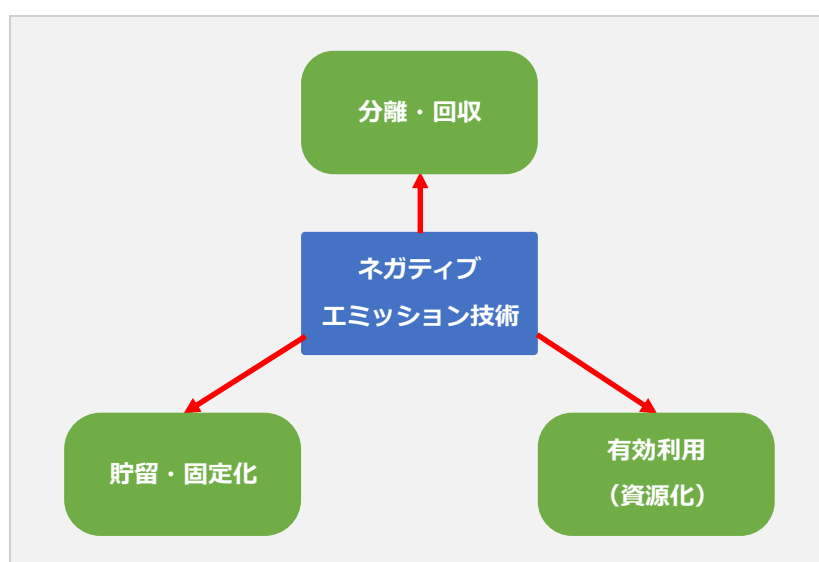 分離・回収
ネガティブ
エミッション技術
貯留・固定化
有効利用
（資源化）